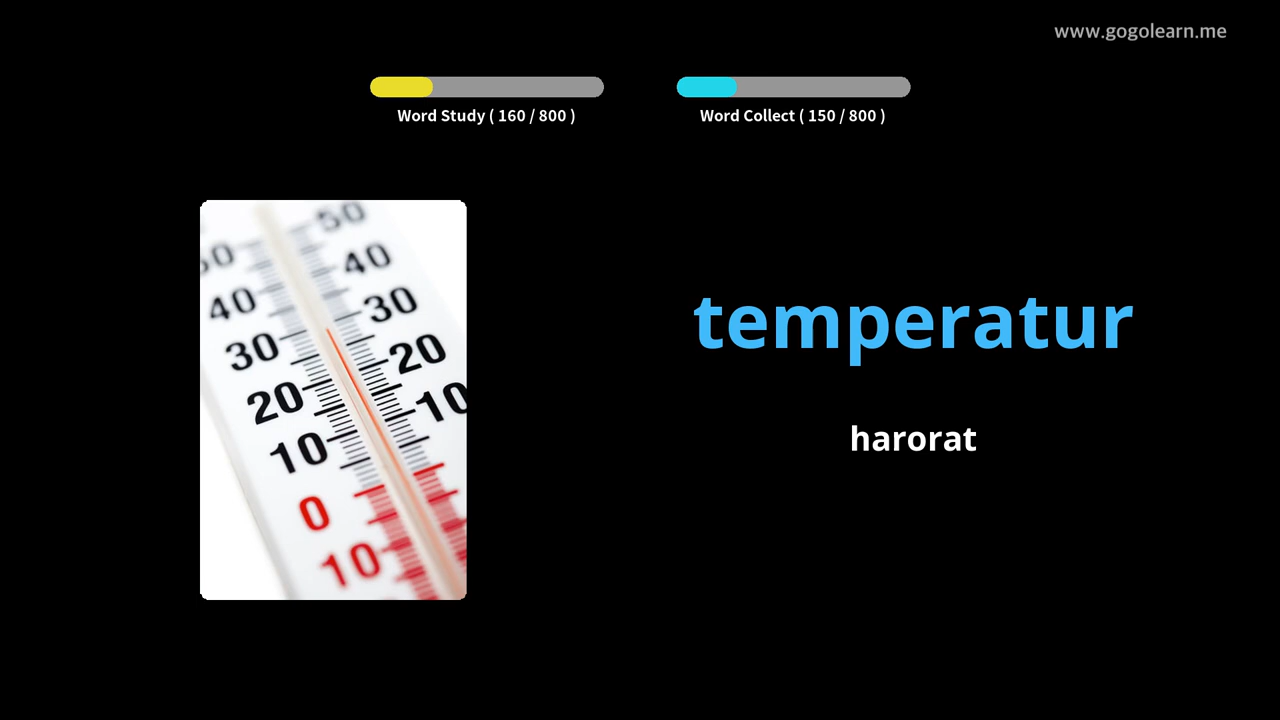 www.gogolearn.me
Word Study ( 160 / 800 )
Word Collect ( 150 / 800 )
50
50
40
40
30
30
20
20
10
10
0
10
temperatur
harorat